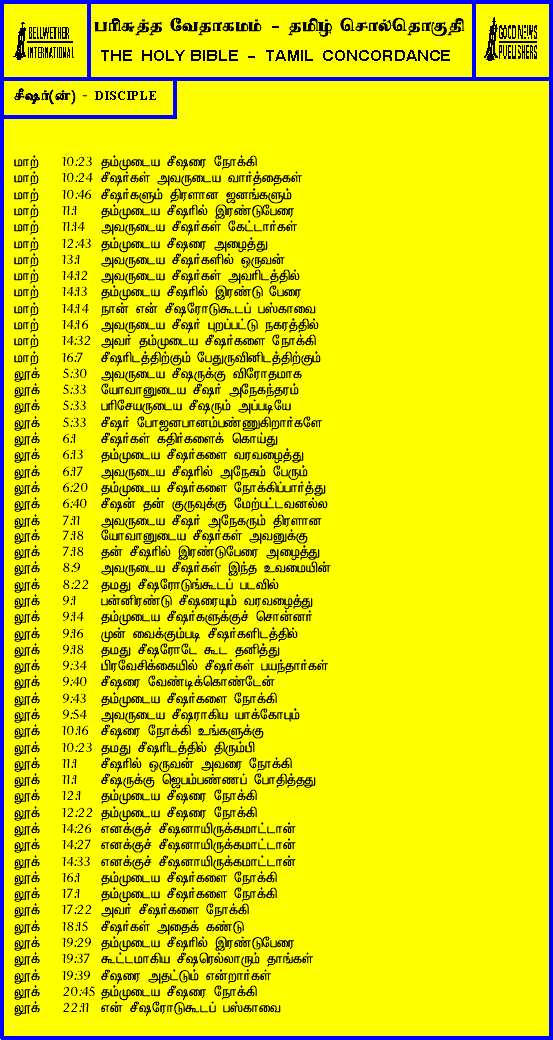 BELLWETHER
INTERNATIONAL
பரிசுத்த வேதாகமம் - தமிழ் சொல்தொகுதி
THE HOLY BIBLE - TAMIL CONCORDANCE
GOOD NEWS
PUBLISHERS
சீஷர்(ன்) - DISCIPLE
மாற் 10:23 தம்முடைய சீஷரை நோக்கி
மாற் 10:24 சீஷர்கள் அவருடைய வார்த்தைகள்
மாற் 10:46 சீஷர்களும் திரளான ஜனங்களும்
மாற் 11:1 தம்முடைய சீஷரில் இரண்டுபேரை
மாற் 11:14 அவருடைய சீஷர்கள் கேட்டார்கள்
மாற் 12:43 தம்முடைய சீஷரை அழைத்து
மாற் 13:1 அவருடைய சீஷர்களில் ஒருவன்
மாற் 14:12 அவருடைய சீஷர்கள் அவரிடத்தில்
மாற் 14:13 தம்முடைய சீஷரில் இரண்டு பேரை
மாற் 14:14 நான் என் சீஷரோடுகூடப் பஸ்காவை
மாற் 14:16 அவருடைய சீஷர் புறப்பட்டு நகரத்தில்
மாற் 14:32 அவர் தம்முடைய சீஷர்களை நோக்கி
மாற் 16:7 சீஷரிடத்திற்கும் பேதுருவினிடத்திற்கும்
லூக் 5:30 அவருடைய சீஷருக்கு விரோதமாக
லூக் 5:33 யோவானுடைய சீஷர் அநேகந்தரம்
லூக் 5:33 பரிசேயருடைய சீஷரும் அப்படியே
லூக் 5:33 சீஷர் போஜனபானம்பண்ணுகிறார்களே
லூக் 6:1 சீஷர்கள் கதிர்களைக் கொய்து
லூக் 6:13 தம்முடைய சீஷர்களை வரவழைத்து
லூக் 6:17 அவருடைய சீஷரில் அநேகம் பேரும்
லூக் 6:20 தம்முடைய சீஷர்களை நோக்கிப்பார்த்து
லூக் 6:40 சீஷன் தன் குருவுக்கு மேற்பட்டவனல்ல
லூக் 7:11 அவருடைய சீஷர் அநேகரும் திரளான
லூக் 7:18 யோவானுடைய சீஷர்கள் அவனுக்கு
லூக் 7:18 தன் சீஷரில் இரண்டுபேரை அழைத்து
லூக் 8:9 அவருடைய சீஷர்கள் இந்த உவமையின்
லூக் 8:22 தமது சீஷரோடுங்கூடப் படவில்
லூக் 9:1 பன்னிரண்டு சீஷரையும் வரவழைத்து
லூக் 9:14 தம்முடைய சீஷர்களுக்குச் சொன்னர்
லூக் 9:16 முன் வைக்கும்படி சீஷர்களிடத்தில்
லூக் 9:18 தமது சீஷரோடே கூட தனித்து
லூக் 9:34 பிரவேசிக்கையில் சீஷர்கள் பயந்தார்கள்
லூக் 9:40 சீஷரை வேண்டிக்கொண்டேன்
லூக் 9:43 தம்முடைய சீஷர்களை நோக்கி
லூக் 9:54 அவருடைய சீஷராகிய யாக்கோபும்
லூக் 10:16 சீஷரை நோக்கி உங்களுக்கு
லூக் 10:23 தமது சீஷரிடத்தில் திரும்பி
லூக் 11:1 சீஷரில் ஒருவன் அவரை நோக்கி
லூக் 11:1 சீஷருக்கு ஜெபம்பண்ணப் போதித்தது
லூக் 12:1 தம்முடைய சீஷரை நோக்கி
லூக் 12:22 தம்முடைய சீஷரை நோக்கி
லூக் 14:26 எனக்குச் சீஷனாயிருக்கமாட்டான்
லூக் 14:27 எனக்குச் சீஷனாயிருக்கமாட்டான்
லூக் 14:33 எனக்குச் சீஷனாயிருக்கமாட்டான்
லூக் 16:1 தம்முடைய சீஷர்களை நோக்கி
லூக் 17:1 தம்முடைய சீஷர்களை நோக்கி
லூக் 17:22 அவர் சீஷர்களை நோக்கி
லூக் 18:15 சீஷர்கள் அதைக் கண்டு
லூக் 19:29 தம்முடைய சீஷரில் இரண்டுபேரை
லூக் 19:37 கூட்டமாகிய சீஷரெல்லாரும் தாங்கள்
லூக் 19:39 சீஷரை அதட்டும் என்றார்கள்
லூக் 20:45 தம்முடைய சீஷரை நோக்கி
லூக் 22:11 என் சீஷரோடுகூடப் பஸ்காவை